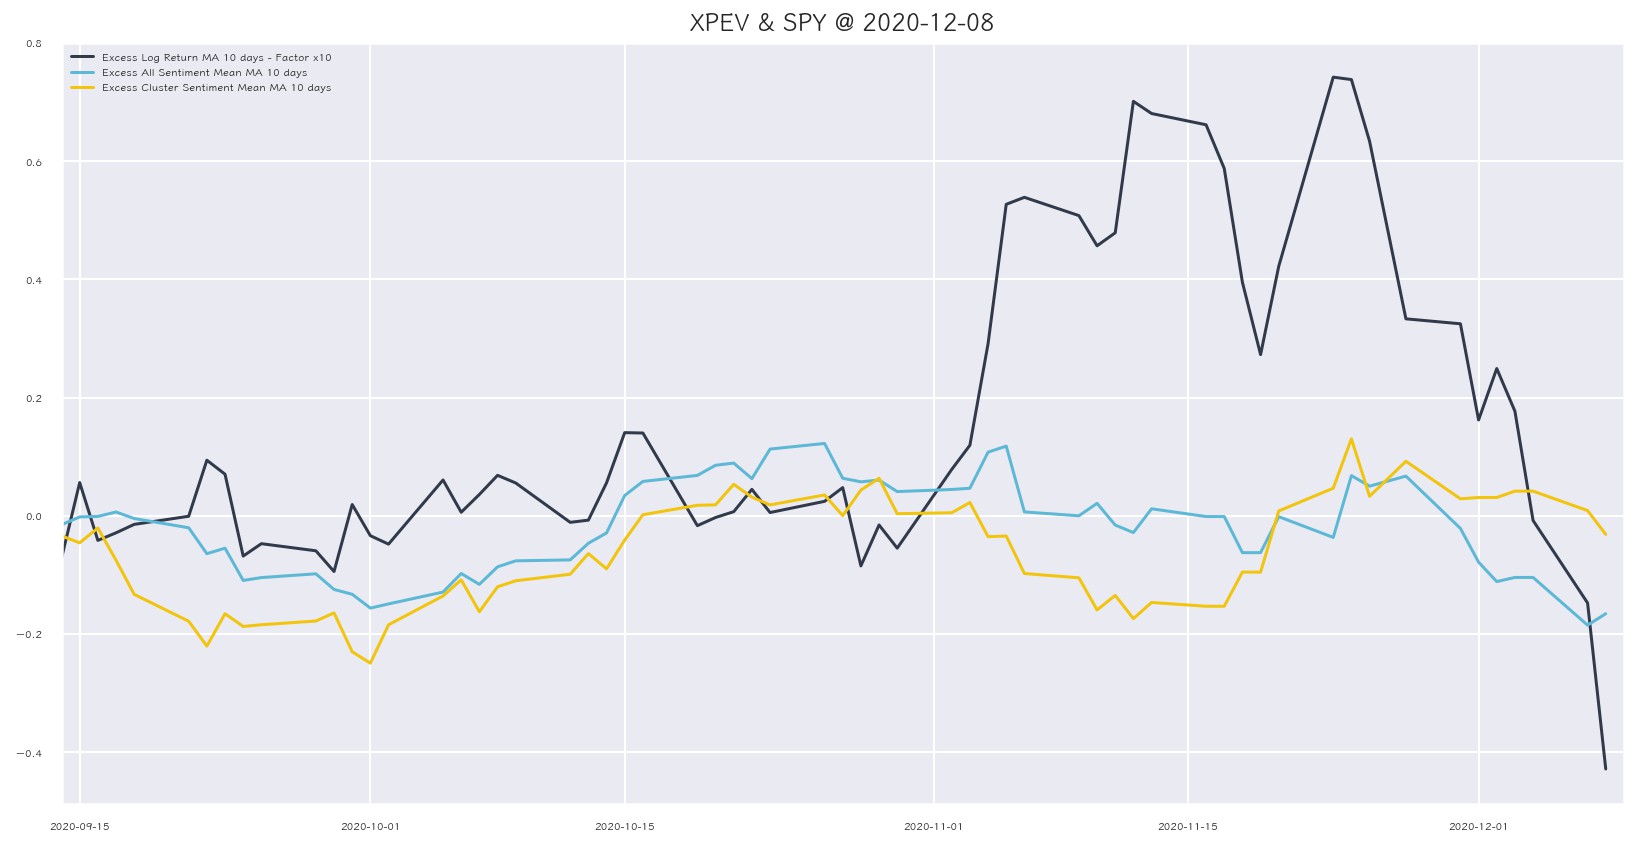 XPEV & SPY @ 2020-12-08
0.8
0.6
0.4
0.2
0.0
−0.2
−0.4
Excess Log Return MA 10 days - Factor x10
Excess All Sentiment Mean MA 10 days
Excess Cluster Sentiment Mean MA 10 days
2020-09-15 2020-10-01 2020-10-15 2020-11-01 2020-11-15 2020-12-01